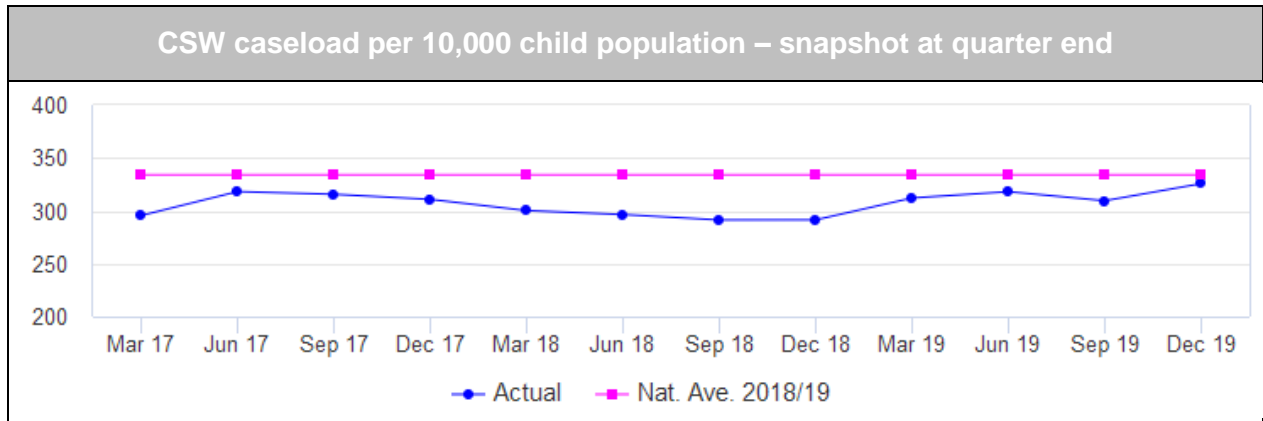 CSW caseload per 10,000 child population – snapshot at quarter end
400
350
300
250
200
Mar 17 Jun 17 Sep 17 Dec 17 Mar 18 Jun 18 Sep 18 Dec 18 Mar 19 Jun 19 Sep 19 Dec 19
Actual Nat. Ave. 2018/19